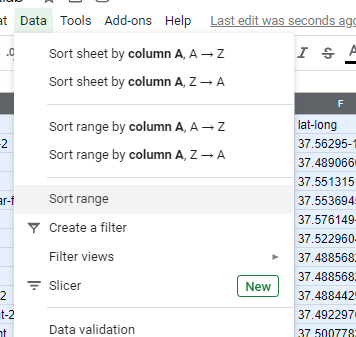 Data Tools Add-ons Help Last edit was seconds ag
Sort sheet by column A, A → Z
Sort sheet by column A, Z → A
F
Sort range by column A, A → Z
lat-long
-2
37.56295-1
Sort range by column A, Z → A
37.489066
37.551315
Sort range
ar-f
37.553694
Create a filter
37.576149-
37.522960
Filter views
37.488568
37.488568
Slicer New
2
37.488442
t-2
37.492297
Data validation
nt
37.500778